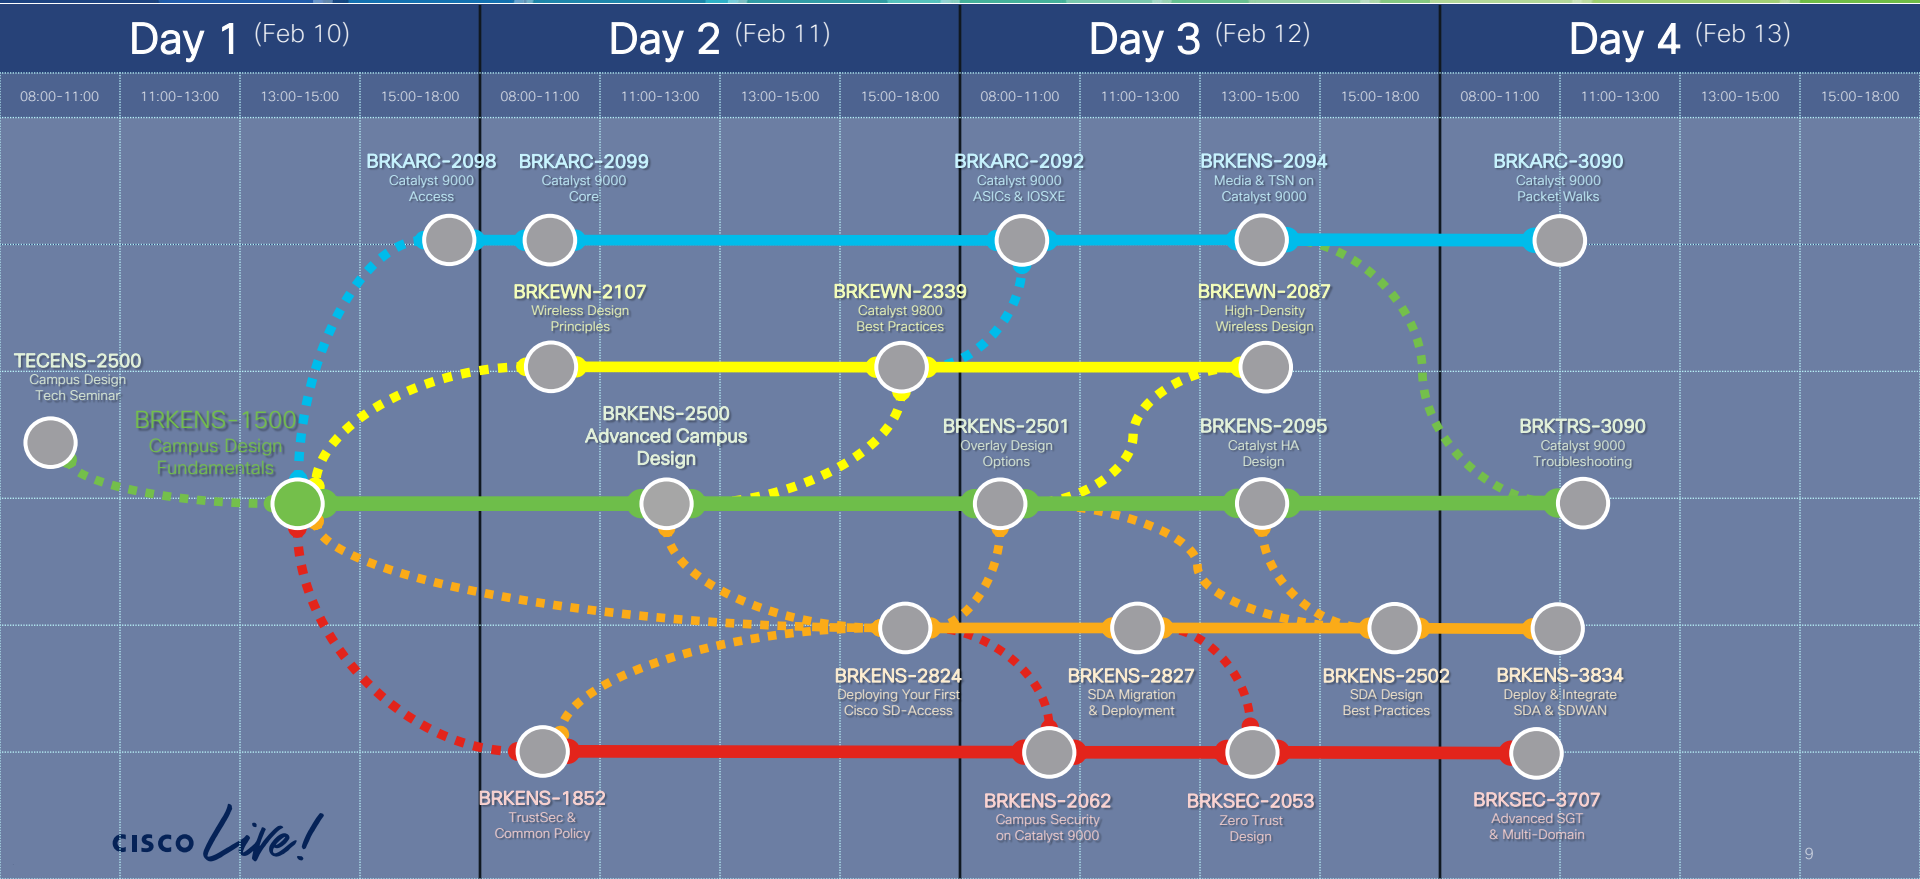 Day 1 (Feb 10)
Day 2 (Feb 11)
Day 3 (Feb 12)
Day 4 (Feb 13)
08:00-11:00 11:00-13:00 13:00-15:00 15:00-18:00 08:00-11:00 11:00-13:00 13:00-15:00 15:00-18:00 08:00-11:00 11:00-13:00 13:00-15:00 15:00-18:00 08:00-11:00 11:00-13:00 13:00-15:00 15:00-18:00
BRKARC-2098
Catalyst 9000
Access
BRKARC-2099
Catalyst 9000
Core
BRKARC-2092
Catalyst 9000
ASICs & IOSXE
BRKENS-2094
Media & TSN on
Catalyst 9000
BRKARC-3090
Catalyst 9000
Packet Walks
BRKEWN-2107
Wireless Design
Principles
BRKEWN-2339
Catalyst 9800
Best Practices
BRKEWN-2087
High-Density
Wireless Design
TECENS-2500
Campus Design
Tech Seminar
BRKENS-1500
Campus Design
Fundamentals
BRKENS-2500
Advanced Campus
Design
BRKENS-2501
Overlay Design
Options
BRKENS-2095
Catalyst HA
Design
BRKTRS-3090
Catalyst 9000
Troubleshooting
BRKENS-2824
Deploying Your First
Cisco SD-Access
BRKENS-2827
SDA Migration
& Deployment
BRKENS-2502
SDA Design
Best Practices
BRKENS-3834
Deploy & Integrate
SDA & SDWAN
BRKENS-1852
TrustSec &
Common Policy
BRKENS-2062
Campus Security
on Catalyst 9000
BRKSEC-2053
Zero Trust
Design
BRKSEC-3707
Advanced SGT
& Multi-Domain
CISCO Live!
9